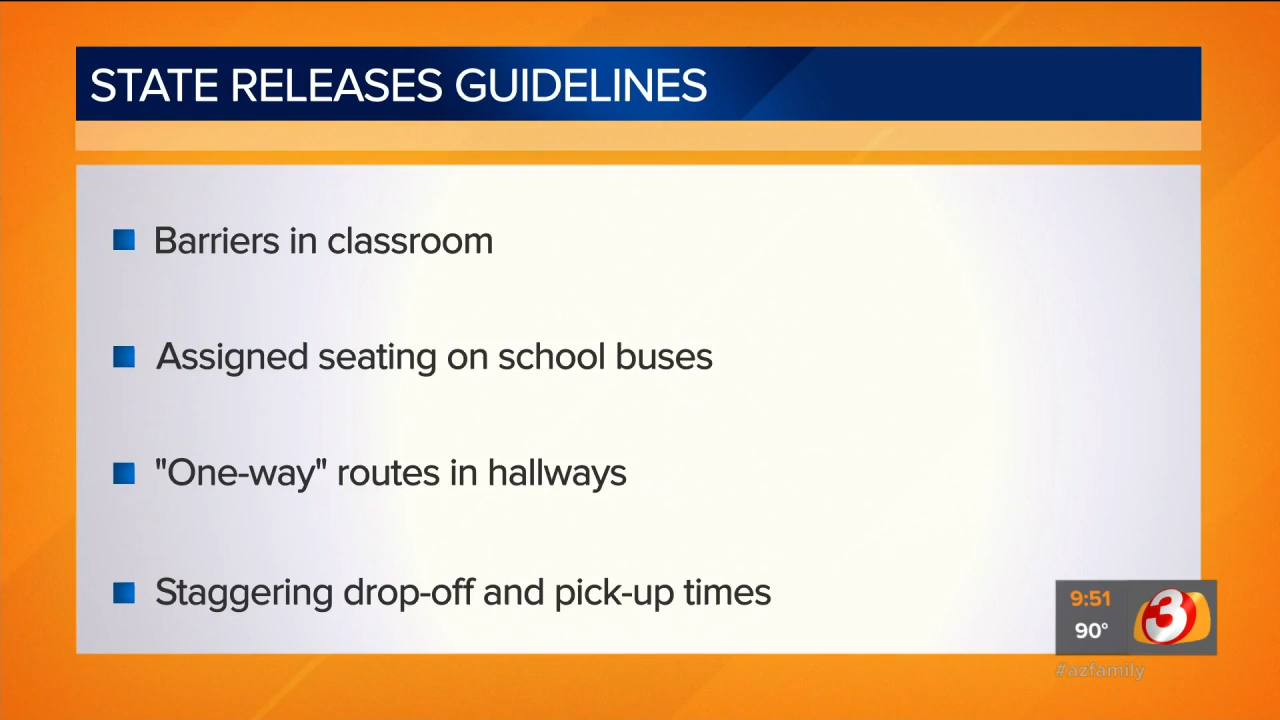 STATE RELEASES GUIDELINES
Barriers in classroom
Assigned seating on school buses
"One-way" routes in hallways
Staggering drop-off and pick-up times
9:51
90°
3
#azfamily